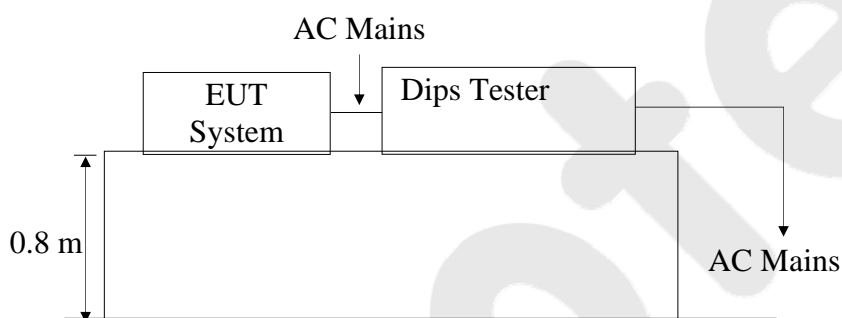 AC Mains
EUT
System
Dips Tester
0.8 m
AC Mains